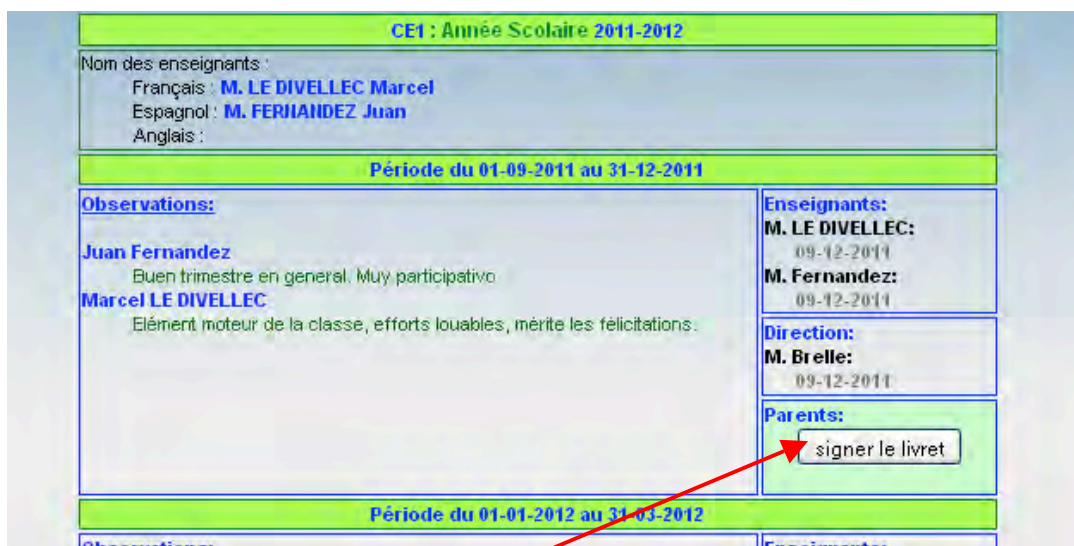 CE1 : Année Scolaire 2011-2012
Nom des enseignants :
Français : M. LE DIVELLEC Marcel
Espagnol : M. FERNANDEZ Juan
Anglais :
Période du 01-09-2011 au 31-12-2011
Observations:
Juan Fernandez
Buen trimestre en general. Muy participativo
Marcel LE DIVELLEC
Elément moteur de la classe, efforts louables, mérite les félicitations.
Enseignants:
M. LE DIVELLEC:
09-12-2011
M. Fernandez:
09-12-2011
Direction:
M. Brelle:
09-12-2011
Parents:
signer le livret
Période du 01-01-2012 au 31-03-2012
Observations:
Enseignants: